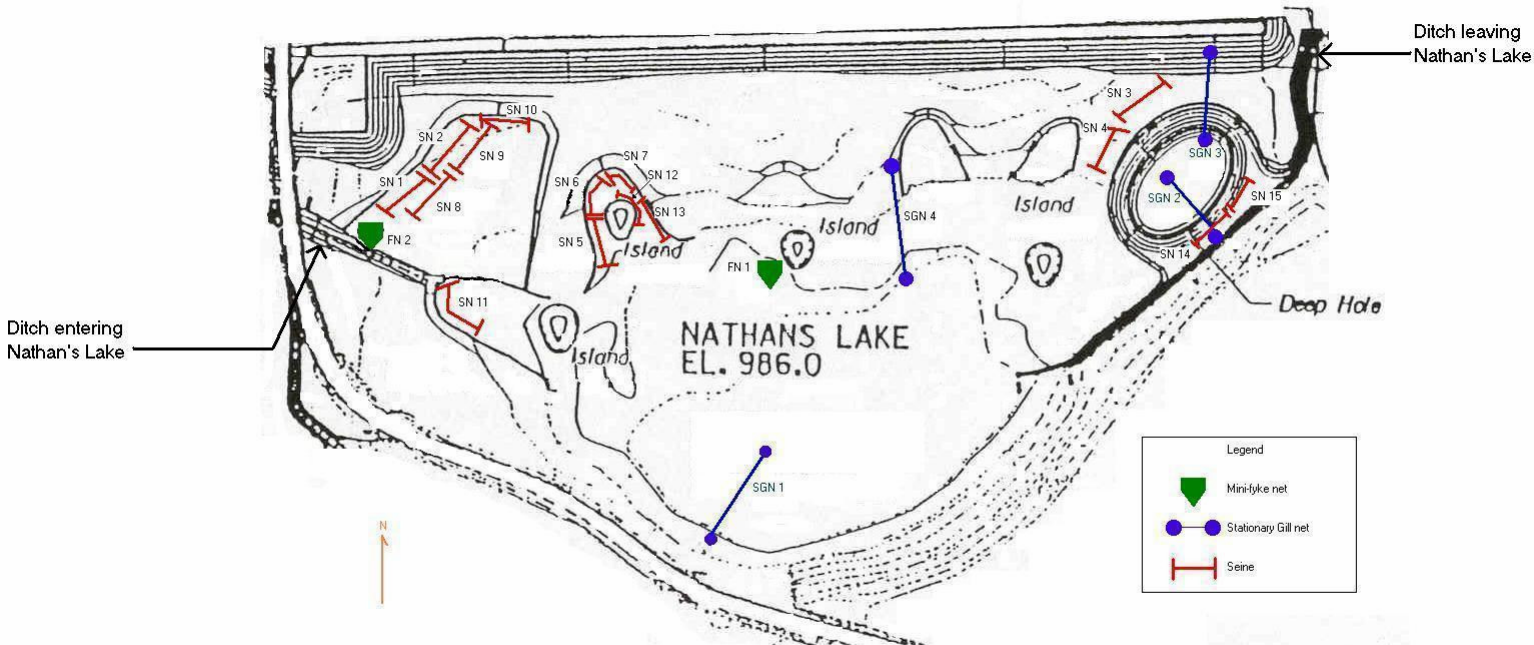 Ditch leaving
Nathan's Lake
SN 3
SN 10
SN 2
SN 4
SN 9
SN 7
SGN 3
SN 1
SN 6
SN 12
SGN 2
SN 15
SN 8
SN 13
SGN 4
Island
Island
FN 2
SN 5
Island
SN 14
FN 1
SN 11
Deep Hole
Ditch entering
Nathan's Lake
NATHANS LAKE
EL. 986.0
Island
SGN 1
N
Legend
Mini-fyke net
Stationary Gill net
Seine